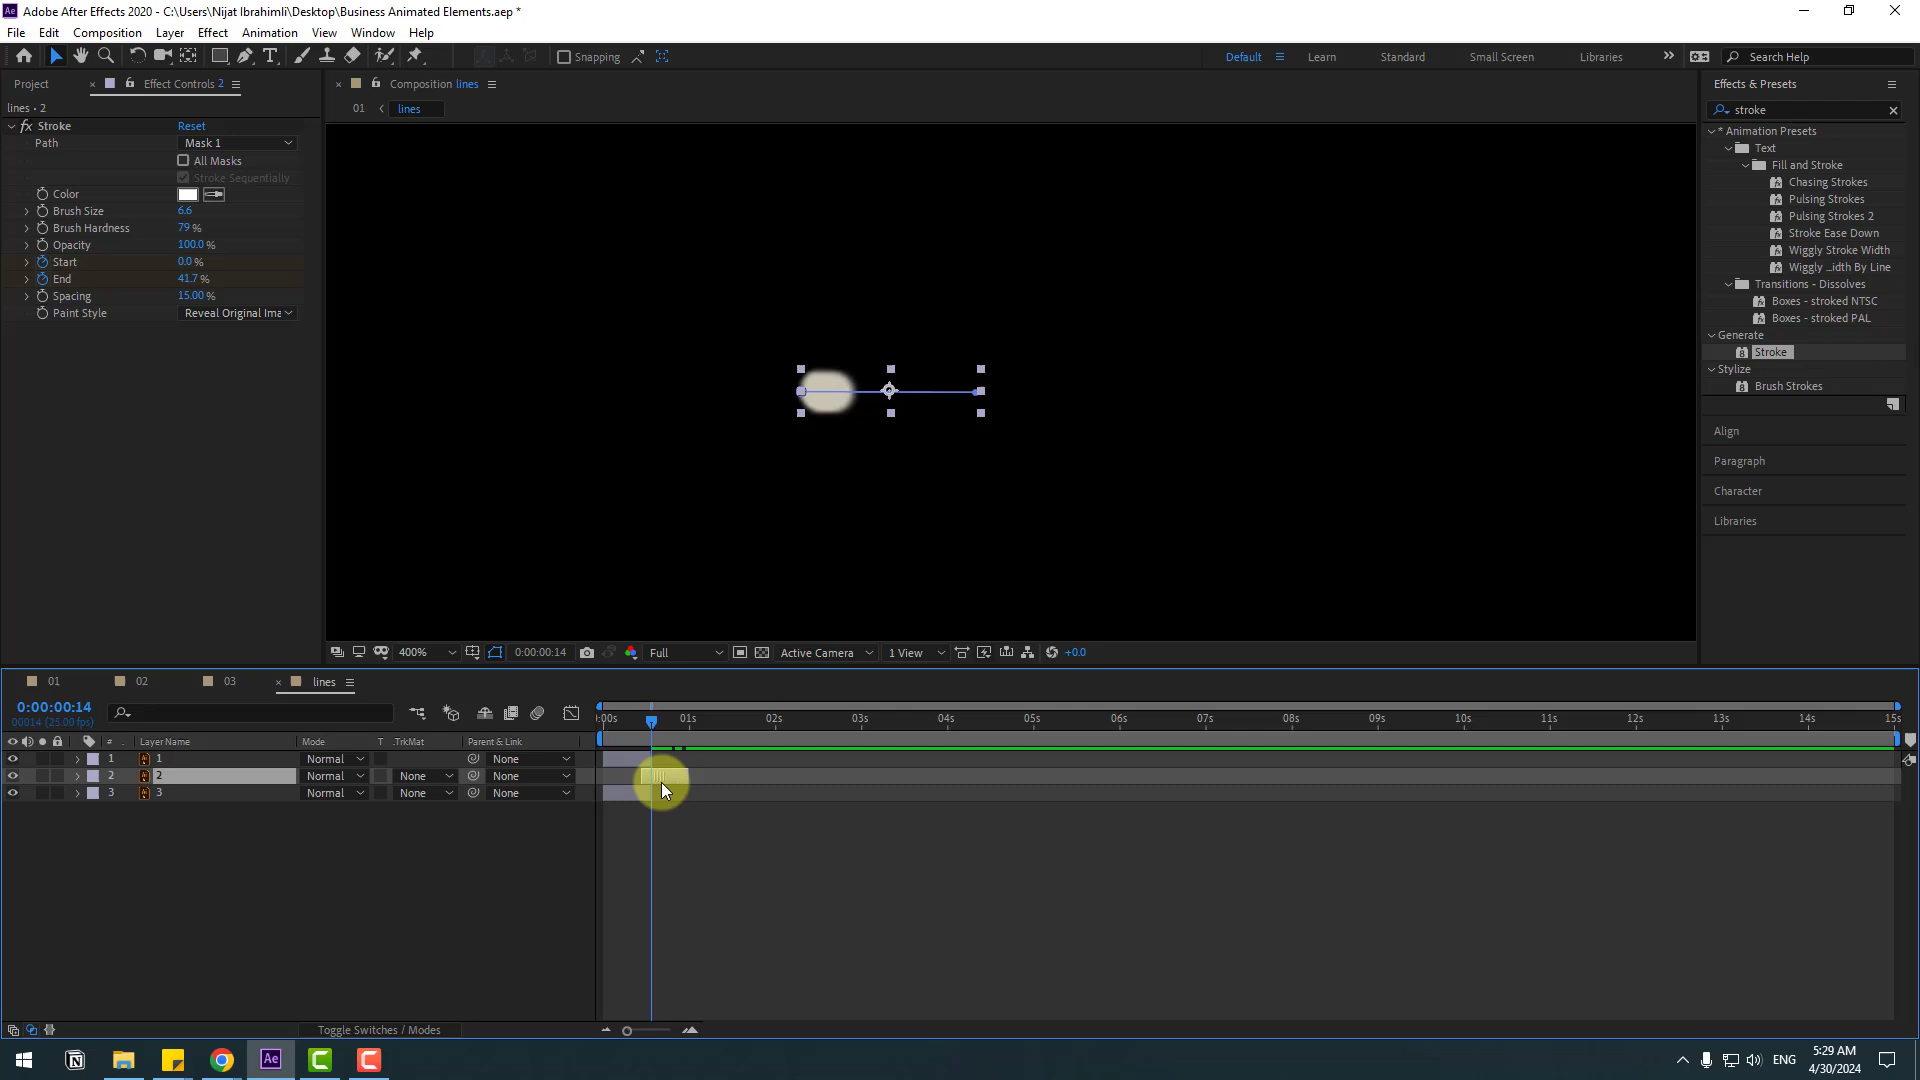 Adobe After Effects 2020 - C:\Users\Nijat Ibrahimli\Desktop\Business Animated Elements.aep *
File Edit Composition Layer Effect Animation View Window Help
Snapping Default Learn Standard Small Screen Libraries Search Help
Project Effect Controls 2 Composition lines Effects & Presets
lines • 2 01 lines stroke
fx Stroke Reset
Path Mask 1
All Masks
Stroke Sequentially
Color
Brush Size 6.6
Brush Hardness 79 %
Opacity 100.0 %
Start 0.0 %
End 41.7 %
Spacing 15.00 %
Paint Style Reveal Original Ima
* Animation Presets
Text
Fill and Stroke
Chasing Strokes
Pulsing Strokes
Pulsing Strokes 2
Stroke Ease Down
Wiggly Stroke Width
Wiggly ...idth By Line
Transitions - Dissolves
Boxes - stroked NTSC
Boxes - stroked PAL
Generate
Stroke
Stylize
Brush Strokes
Align
Paragraph
Character
Libraries
400% 0:00:00:14 Full Active Camera 1 View +0.0
01 02 03 lines
0:00:00:14
00014 (25.00 fps)
:00s 01s 02s 03s 04s 05s 06s 07s 08s 09s 10s 11s 12s 13s 14s 15s
# Layer Name Mode T .TrkMat Parent & Link
1 1 Normal None
2 2 Normal None None
3 3 Normal None None
Toggle Switches / Modes
Ae ENG 5:29 AM
4/30/2024